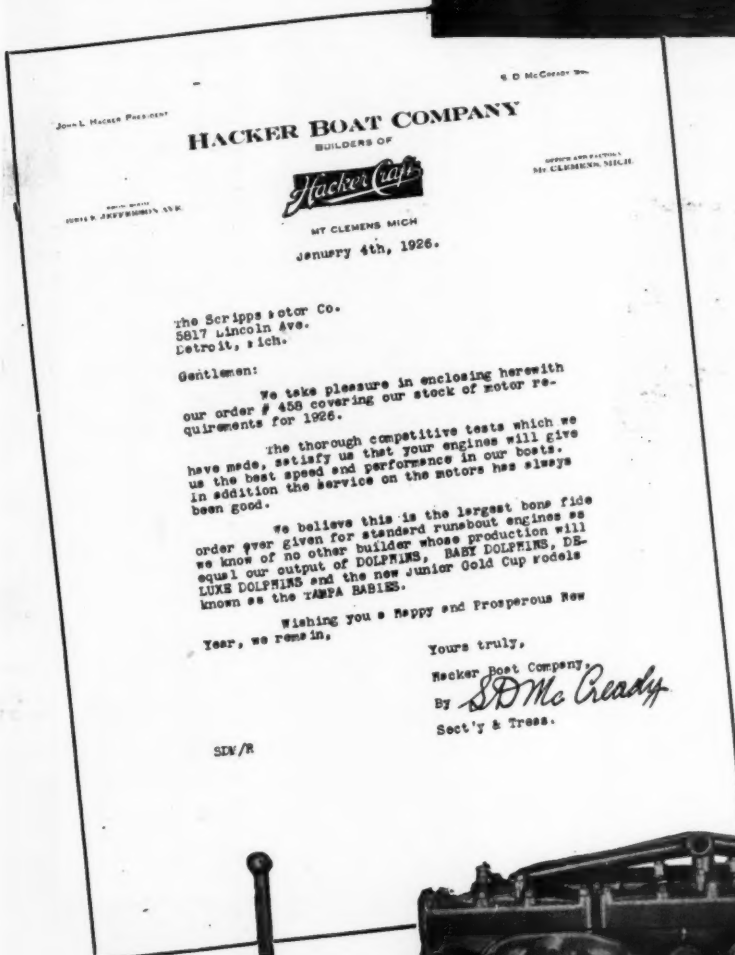 S. D. McCREADY
JOHN L. HACKER PRESIDENT
HACKER BOAT COMPANY
BUILDERS OF
Hacker Craft
OFFICE AND FACTORY
MT. CLEMENS, MICH.
JEFFERSON AVE.
MT CLEMENS MICH
January 4th, 1926.
The Scripps Motor Co.
5817 Lincoln Ave.
Detroit, Mich.
Gentlemen:
We take pleasure in enclosing herewith
our order # 458 covering our stock of motor re-
quirements for 1926.
The thorough competitive tests which we
have made, satisfy us that your engines will give
us the best speed and performance in our boats.
In addition the service on the motors has always
been good.
We believe this is the largest bona fide
order ever given for standard runabout engines as
we know of no other builder whose production will
equal our output of DOLPHINS, BABY DOLPHINS, DE-
LUXE DOLPHINS and the new Junior Gold Cup models
known as the TAMPA BABIES.
Wishing you a Happy and Prosperous New
Year, we remain,
Yours truly,
Hacker Boat Company,
By SDMcCready
Sect'y & Treas.
SDM/R